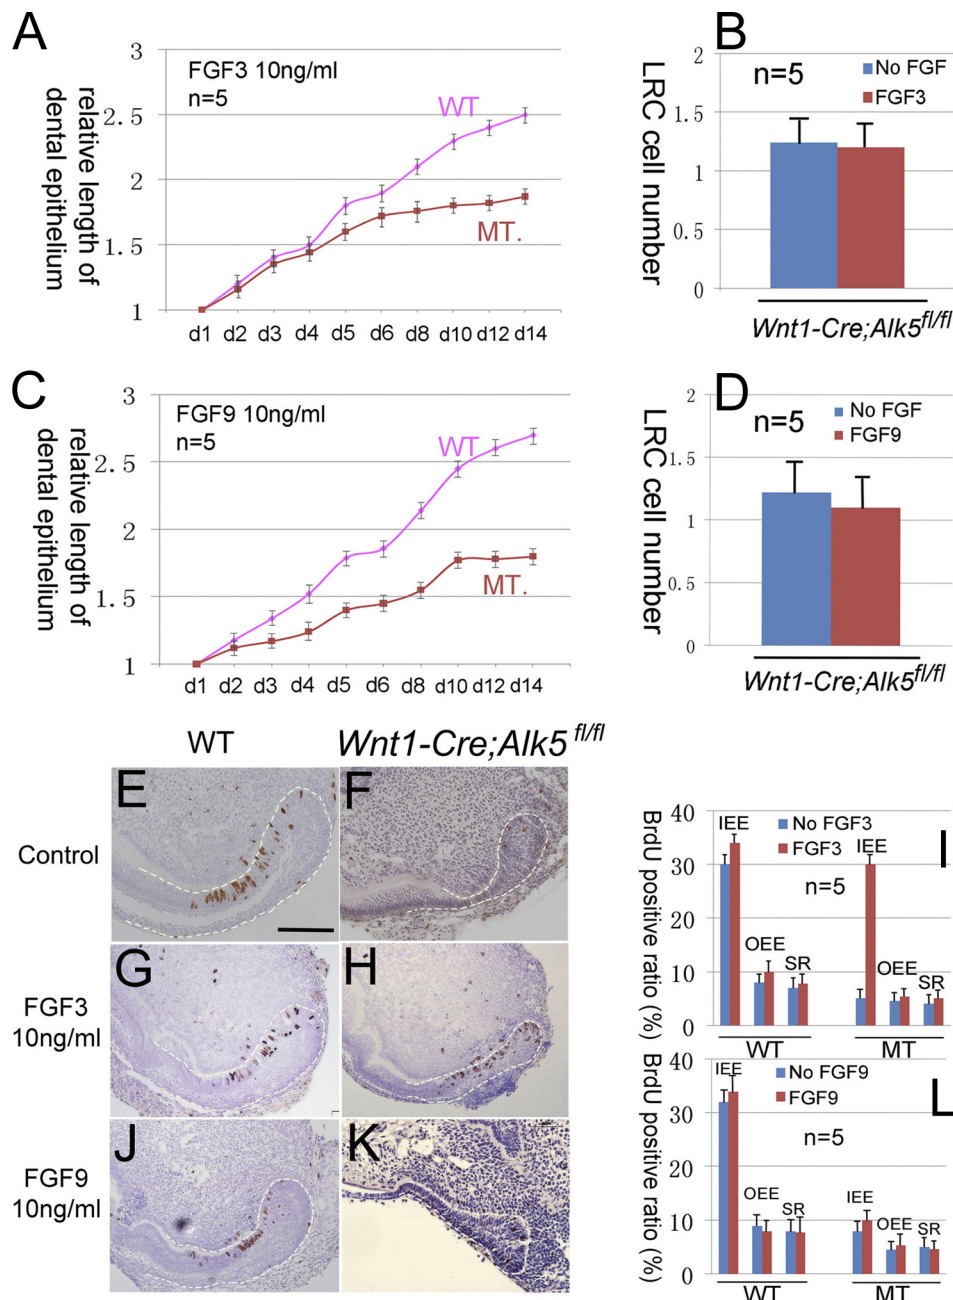 A
relative length of
dental epithelium
3
2.5
2
1.5
1
FGF3 10ng/ml
n=5
WT
MT.
d1 d2 d3 d4 d5 d6 d8 d10 d12 d14
B
LRC cell number
2
1.5
1
0.5
0
n=5
No FGF
FGF3
Wnt1-Cre;Alk5fl/fl
C
relative length of
dental epithelium
3
2.5
2
1.5
1
FGF9 10ng/ml
n=5
WT
MT.
d1 d2 d3 d4 d5 d6 d8 d10 d12 d14
D
LRC cell number
2
1.5
1
0.5
0
n=5
No FGF
FGF9
Wnt1-Cre;Alk5fl/fl
WT
Wnt1-Cre;Alk5 fl/fl
Control
E
F
FGF3
10ng/ml
G
H
FGF9
10ng/ml
J
K
I
BrdU positive ratio (%)
40
30
20
10
0
No FGF3
FGF3
n=5
IEE
OEE
SR
IEE
OEE
SR
WT
MT
L
BrdU positive ratio (%)
40
30
20
10
0
No FGF9
FGF9
n=5
IEE
OEE
SR
IEE
OEE
SR
WT
MT